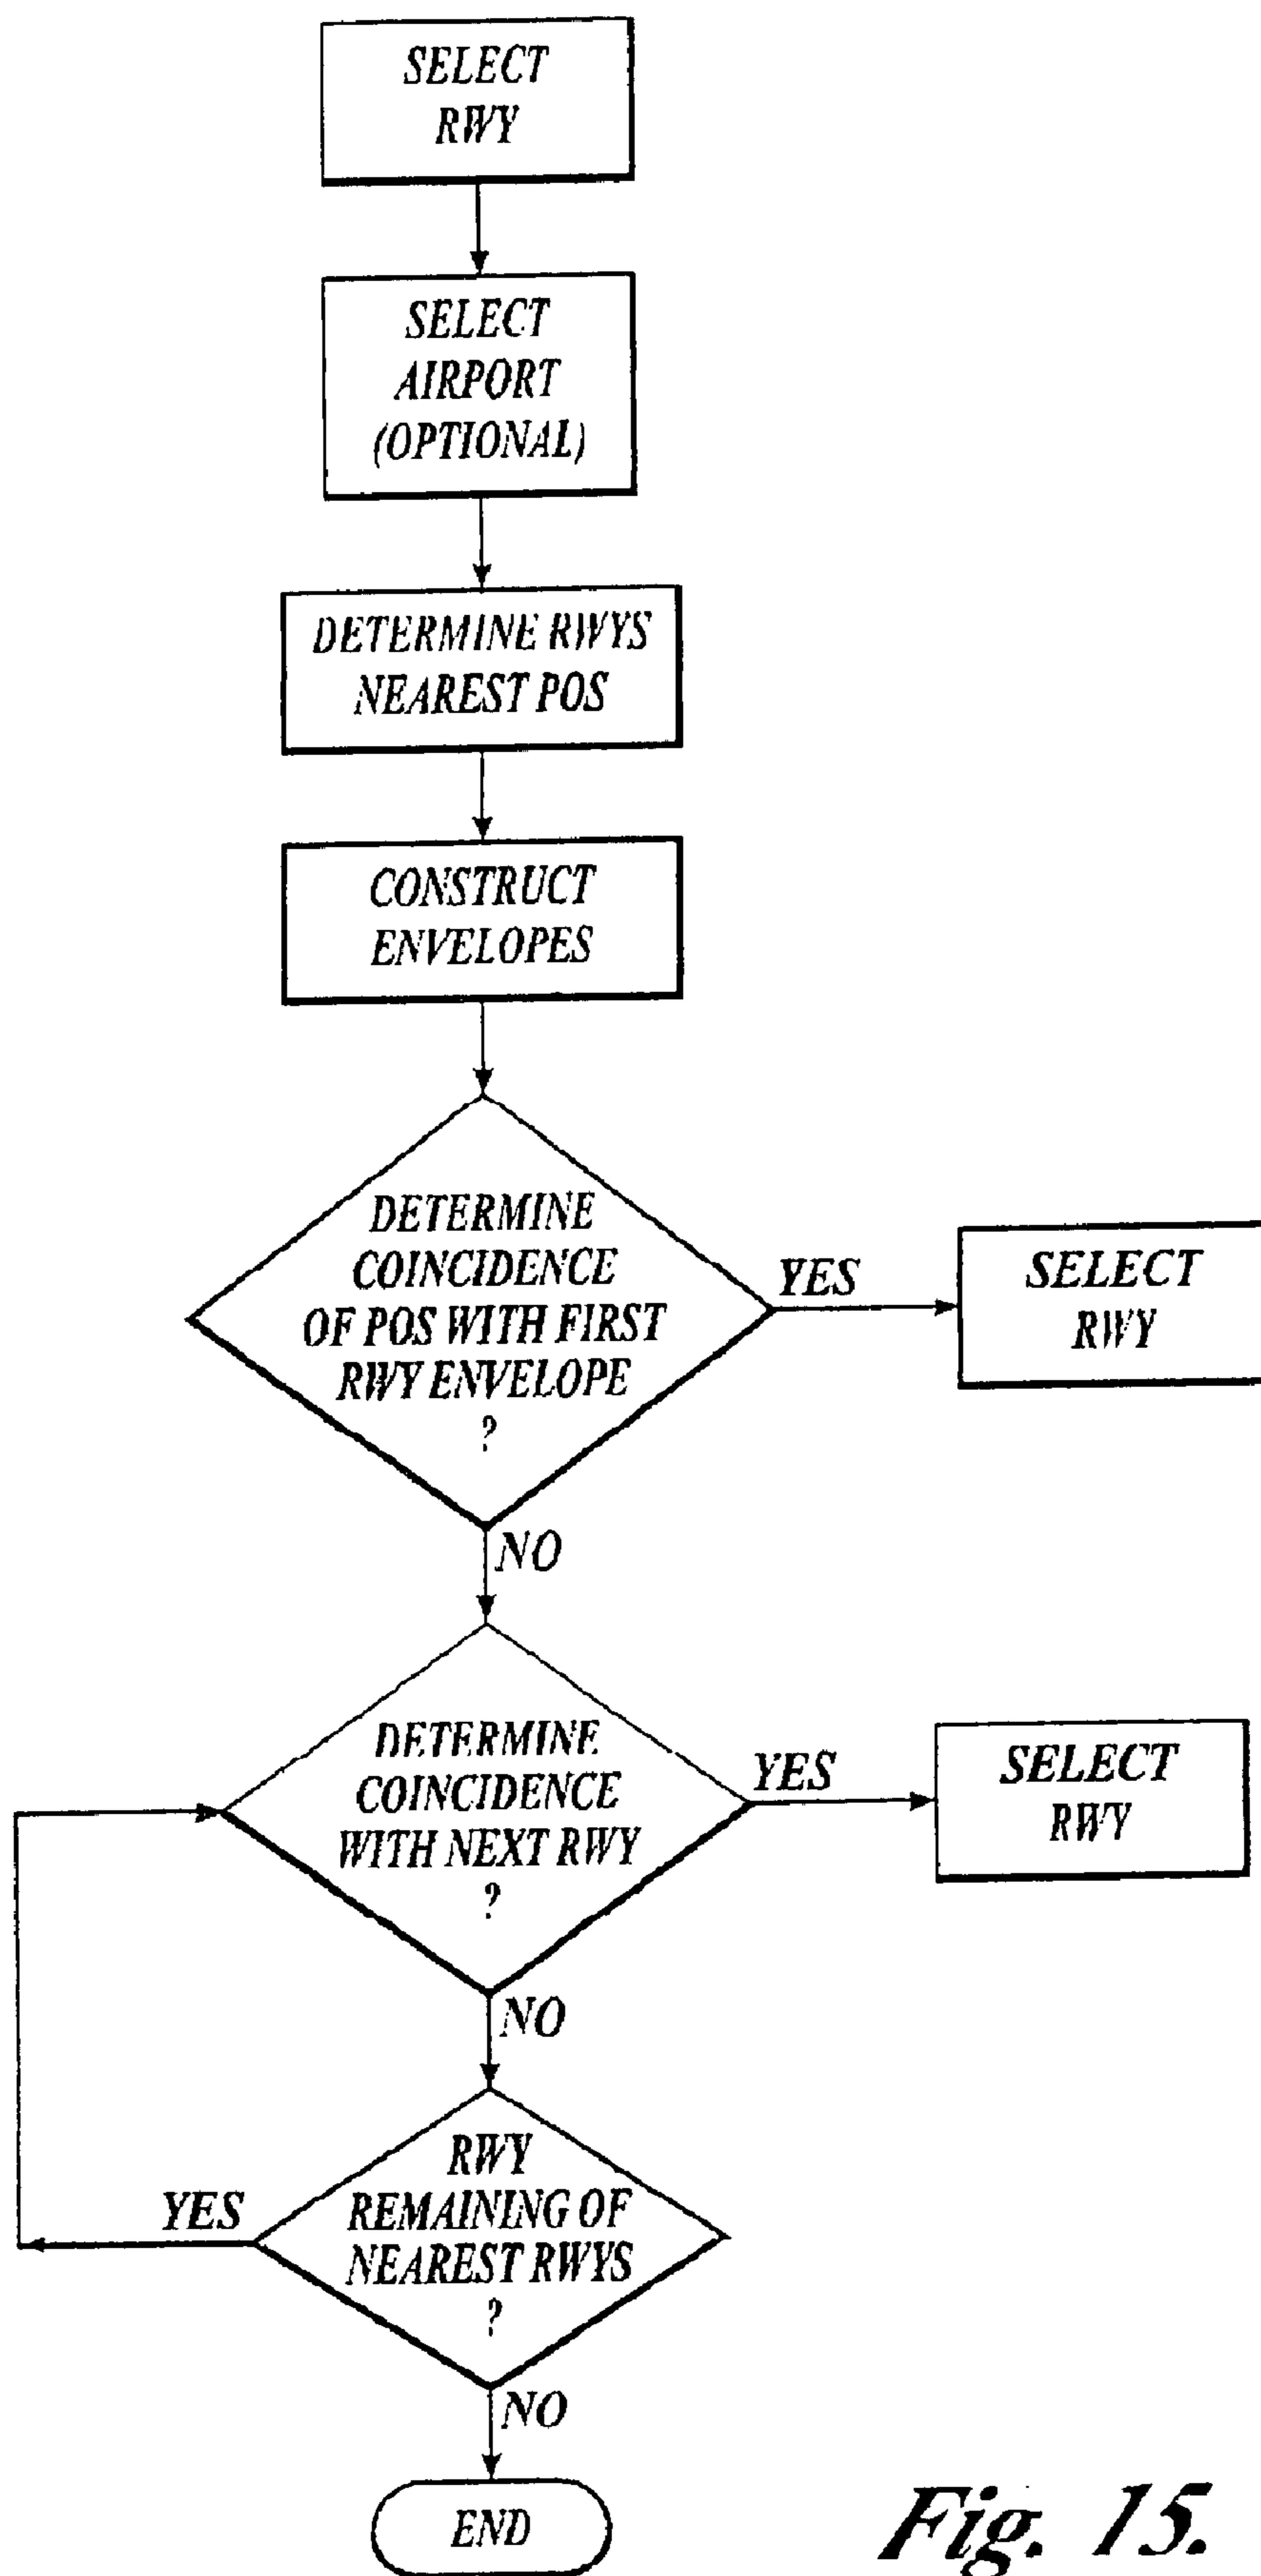 SELECT
RWY
SELECT
AIRPORT
(OPTIONAL)
DETERMINE RWYS
NEAREST POS
CONSTRUCT
ENVELOPES
DETERMINE
COINCIDENCE
OF POS WITH FIRST
RWY ENVELOPE
?
YES
SELECT
RWY
NO
DETERMINE
COINCIDENCE
WITH NEXT RWY
?
YES
SELECT
RWY
NO
RWY
REMAINING OF
NEAREST RWYS
?
YES
NO
END
Fig. 15.